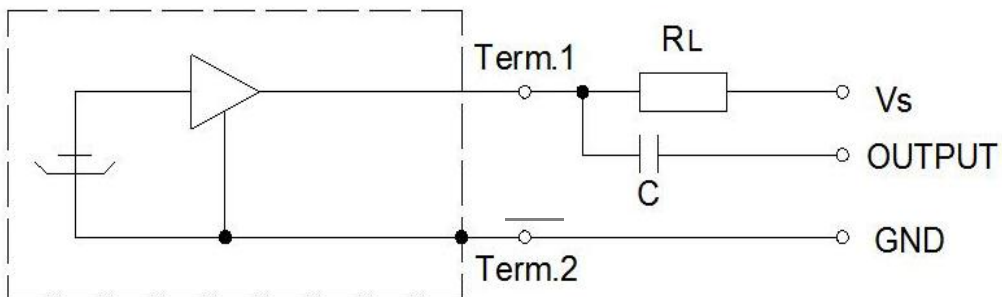 Term.1
RL
Vs
OUTPUT
C
GND
Term.2